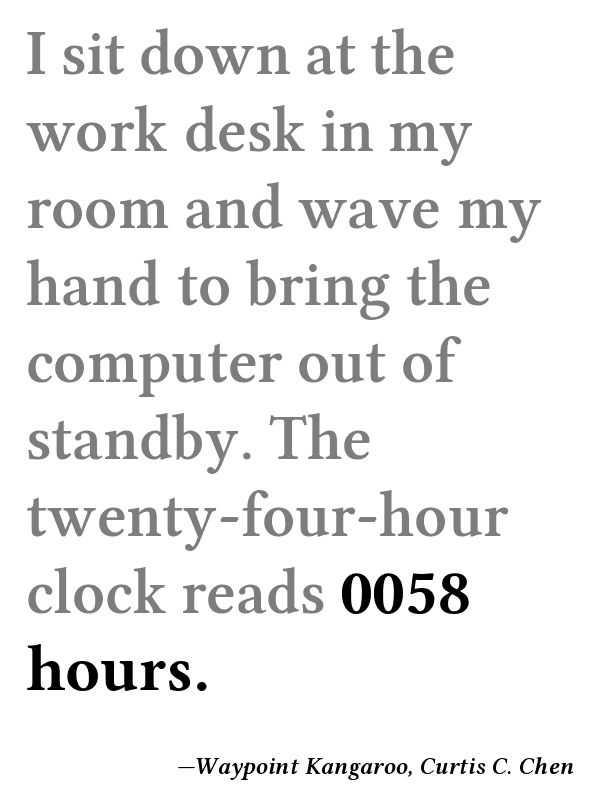 I sit down at the
work desk in my
room and wave my
hand to bring the
computer out of
standby. The
twenty-four-hour
clock reads 0058
hours.
—Waypoint Kangaroo, Curtis C. Chen